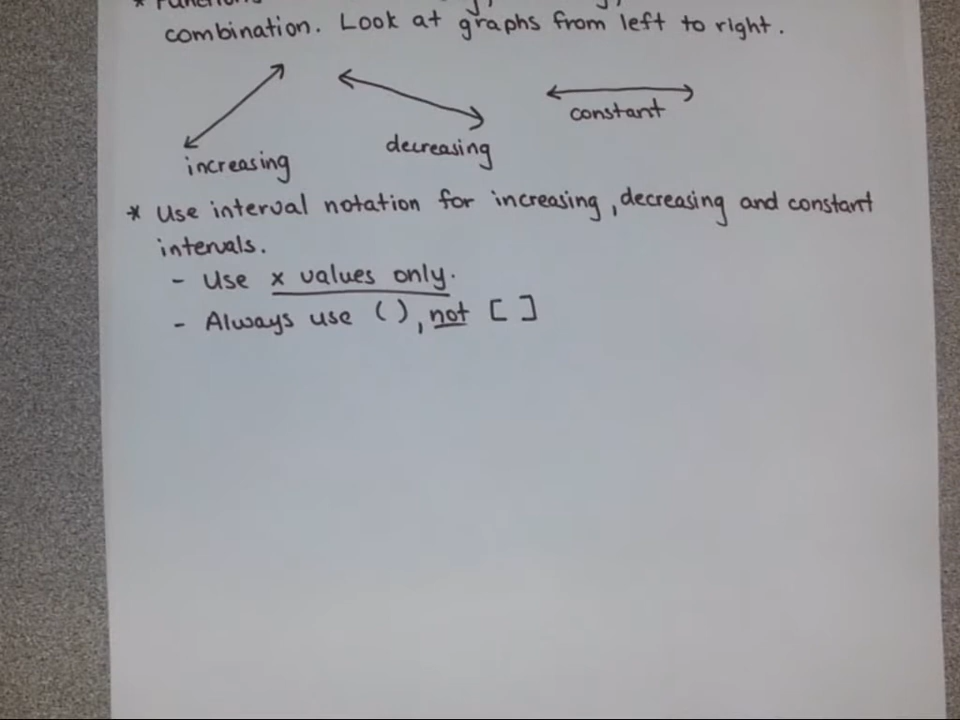 * Functions
combination. Look at graphs from left to right.
increasing
decreasing
constant
* Use interval notation for increasing, decreasing and constant
intervals.
- Use x values only.
- Always use ( ), not [ ]